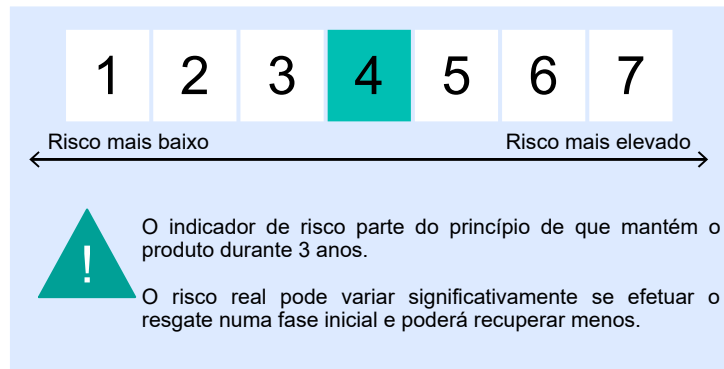 1 2 3 4 5 6 7
Risco mais baixo Risco mais elevado
!
O indicador de risco parte do princípio de que mantém o
produto durante 3 anos.
O risco real pode variar significativamente se efetuar o
resgate numa fase inicial e poderá recuperar menos.